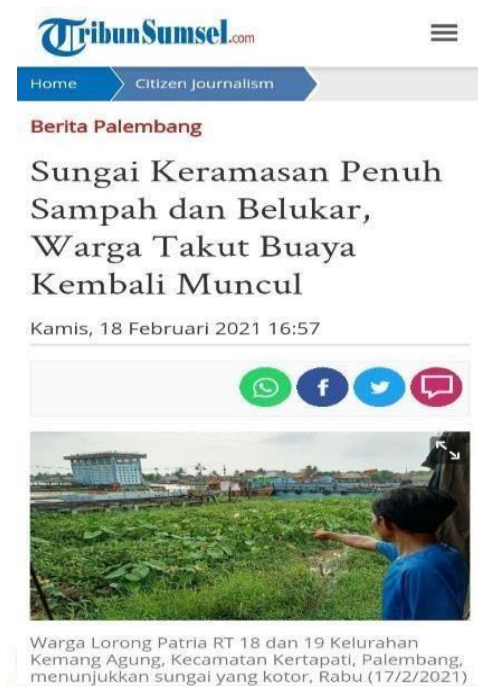 TribunSumsel.com
Home Citizen Journalism
Berita Palembang
Sungai Keramasan Penuh
Sampah dan Belukar,
Warga Takut Buaya
Kembali Muncul
Kamis, 18 Februari 2021 16:57
Warga Lorong Patria RT 18 dan 19 Kelurahan
Kemang Agung, Kecamatan Kertapati, Palembang,
menunjukkan sungai yang kotor, Rabu (17/2/2021)